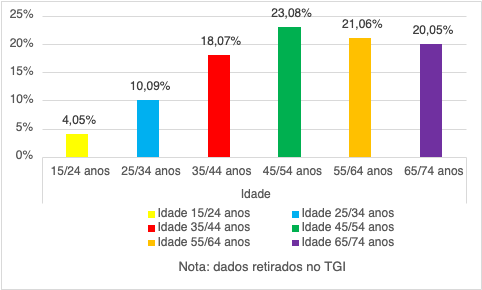 25%
23,08%
21,06%
20,05%
20%
18,07%
15%
10,09%
10%
4,05%
5%
0%
15/24 anos 25/34 anos 35/44 anos 45/54 anos 55/64 anos 65/74 anos
Idade
Idade 15/24 anos Idade 25/34 anos
Idade 35/44 anos Idade 45/54 anos
Idade 55/64 anos Idade 65/74 anos
Nota: dados retirados no TGI